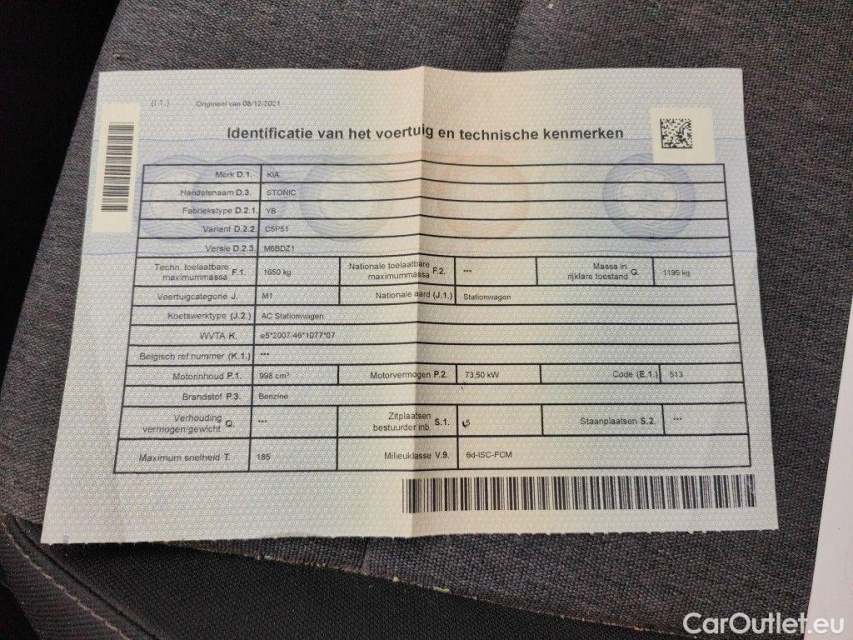 (I.1.) Origineel van 08/12/2021
Identificatie van het voertuig en technische kenmerken
Merk D.1. KIA
Handelsnaam D.3. STONIC
Fabriekstype D.2.1. YB
Variant D.2.2. C5P51
Versie D.2.3. M6BDZ1
Techn. toelaatbare maximummassa F.1. 1650 kg Nationale toelaatbare maximummassa F.2. --- Massa in rijklare toestand G. 1195 kg
Voertuigcategorie J. M1 Nationale aard (J.1.) Stationwagen
Koetswerktype (J.2.) AC Stationwagen
WVTA K. e5*2007/46*1077*07
Belgisch ref.nummer (K.1.) ---
Motorinhoud P.1. 998 cm³ Motorvermogen P.2. 73,50 kW Code (E.1.) 513
Brandstof P.3. Benzine
Verhouding vermogen/gewicht Q. --- Zitplaatsen bestuurder inb. S.1. 5 Staanplaatsen S.2. ---
Maximum snelheid T. 185 Milieuklasse V.9. 6d-ISC-FCM
CarOutlet.eu